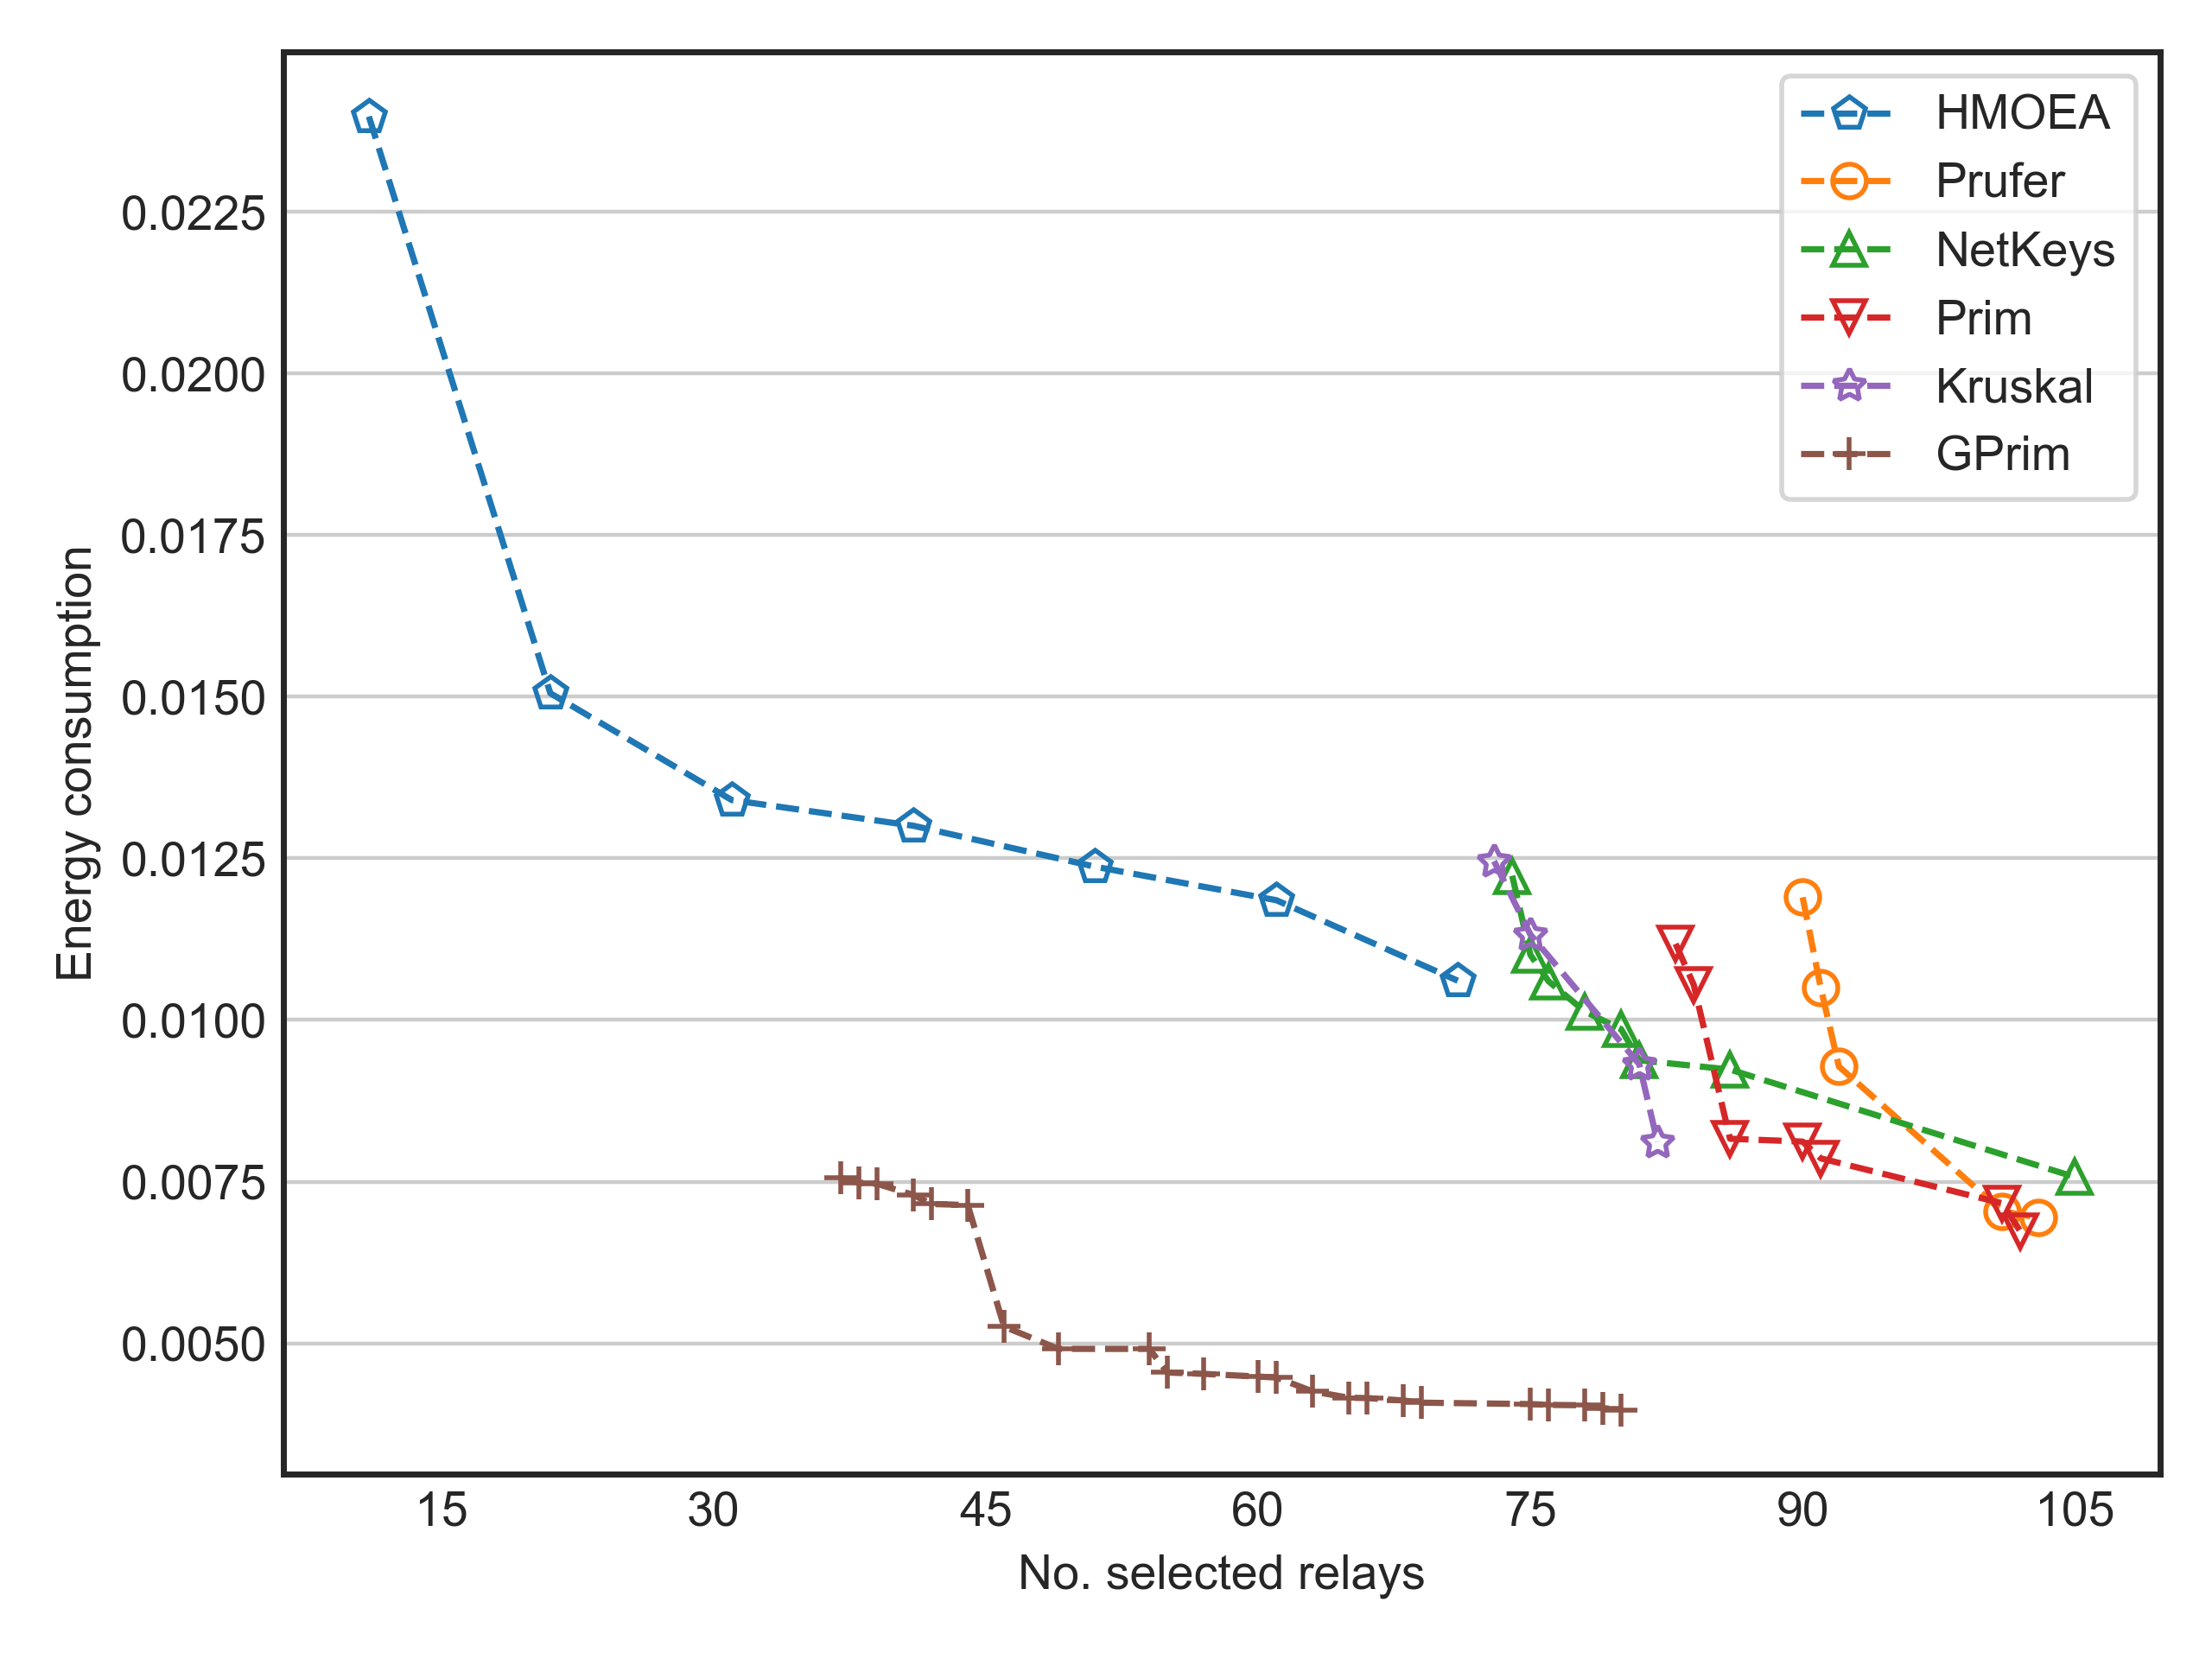 HMOEA
Prufer
NetKeys
Prim
Kruskal
GPrim
Energy consumption
0.0225
0.0200
0.0175
0.0150
0.0125
0.0100
0.0075
0.0050
15 30 45 60 75 90 105
No. selected relays